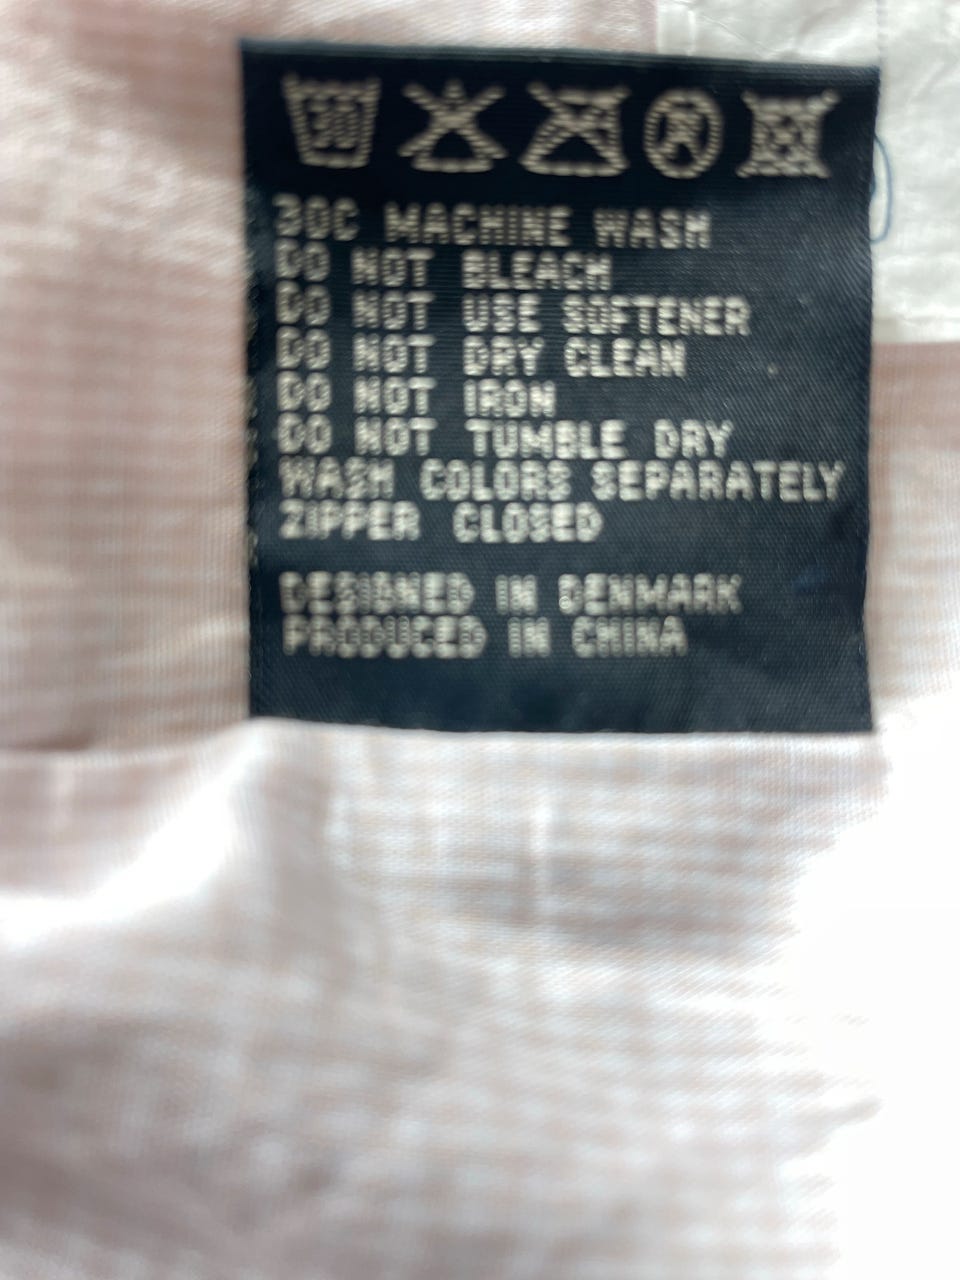 30
30C MACHINE WASH
DO NOT BLEACH
DO NOT USE SOFTENER
DO NOT DRY CLEAN
DO NOT IRON
DO NOT TUMBLE DRY
WASH COLORS SEPARATELY
ZIPPER CLOSED
DESIGNED IN DENMARK
PRODUCED IN CHINA